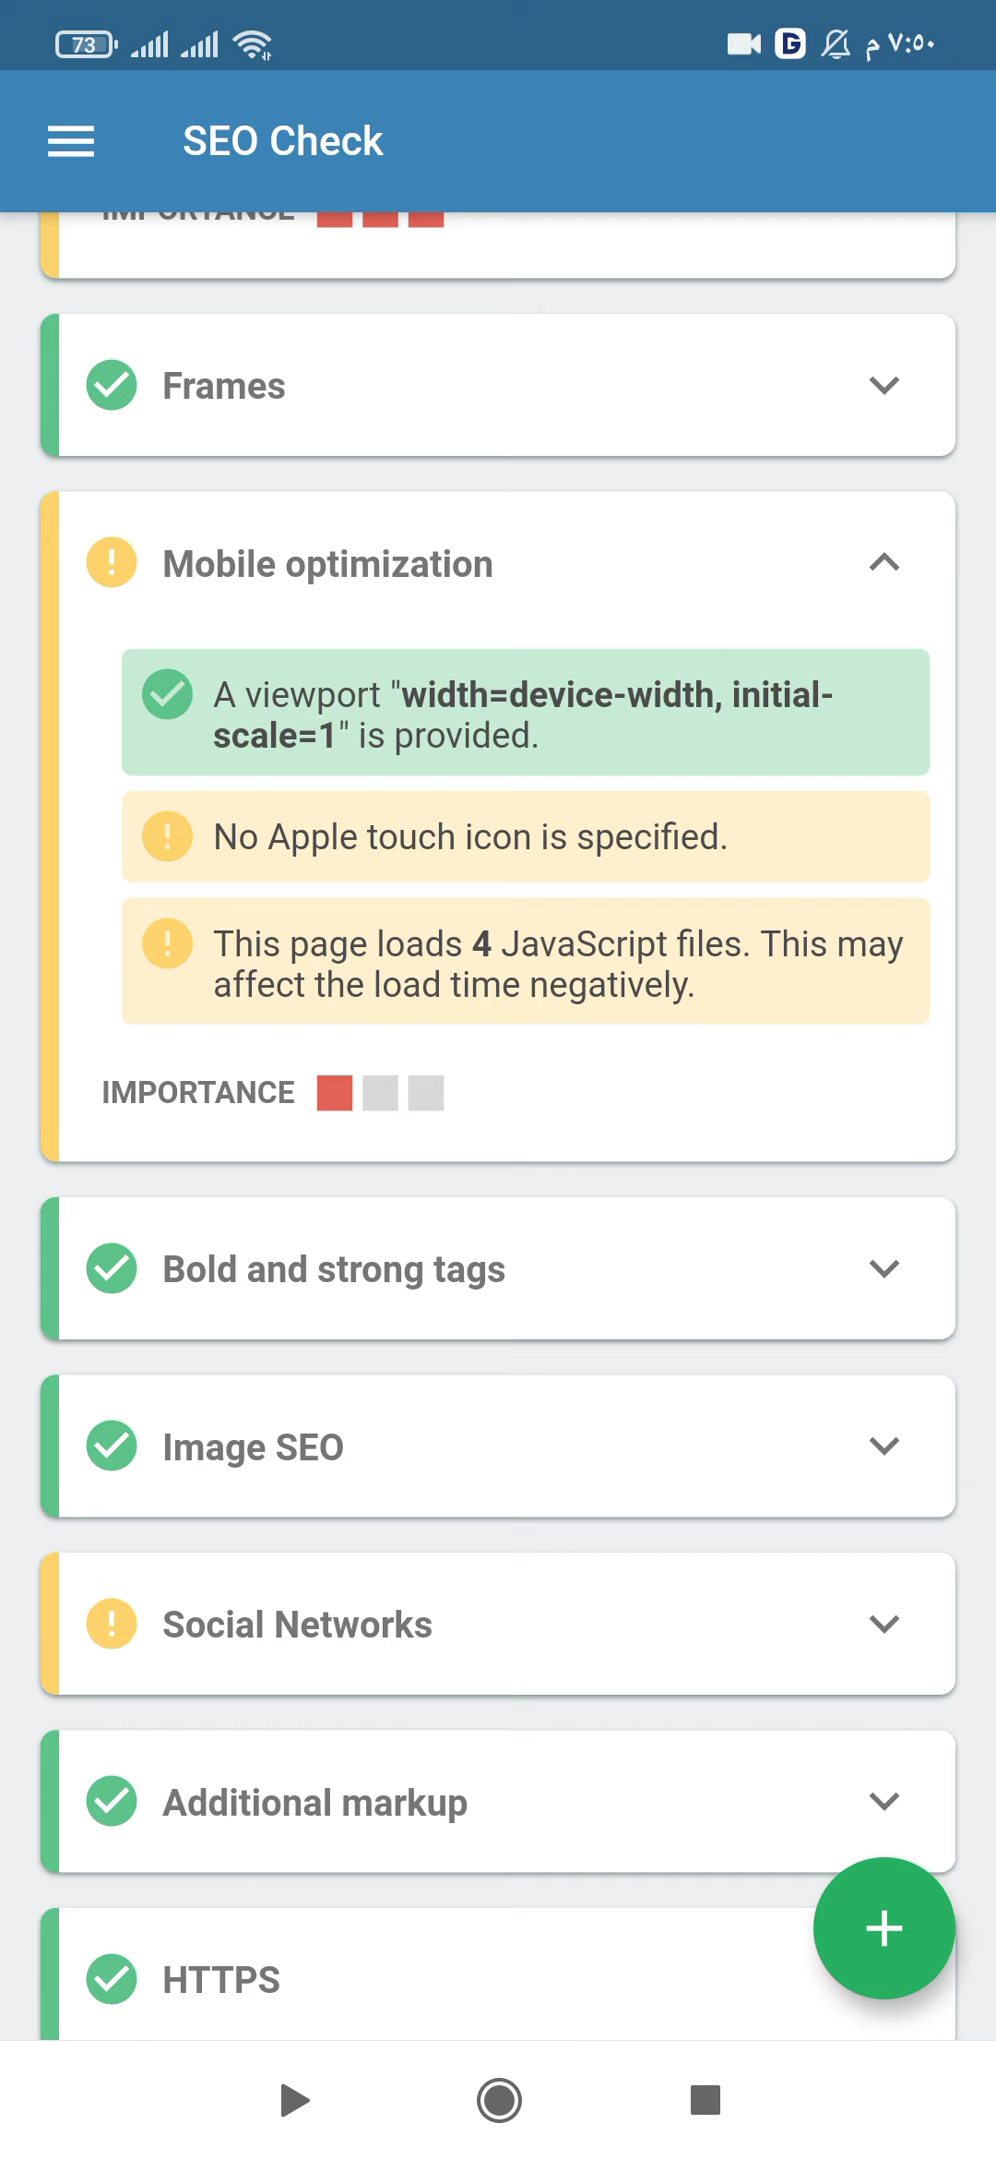 73
٧:٥٠ م
SEO Check
IMPORTANCE
Frames
Mobile optimization
A viewport "width=device-width, initial-
scale=1" is provided.
No Apple touch icon is specified.
This page loads 4 JavaScript files. This may
affect the load time negatively.
IMPORTANCE
Bold and strong tags
Image SEO
Social Networks
Additional markup
HTTPS